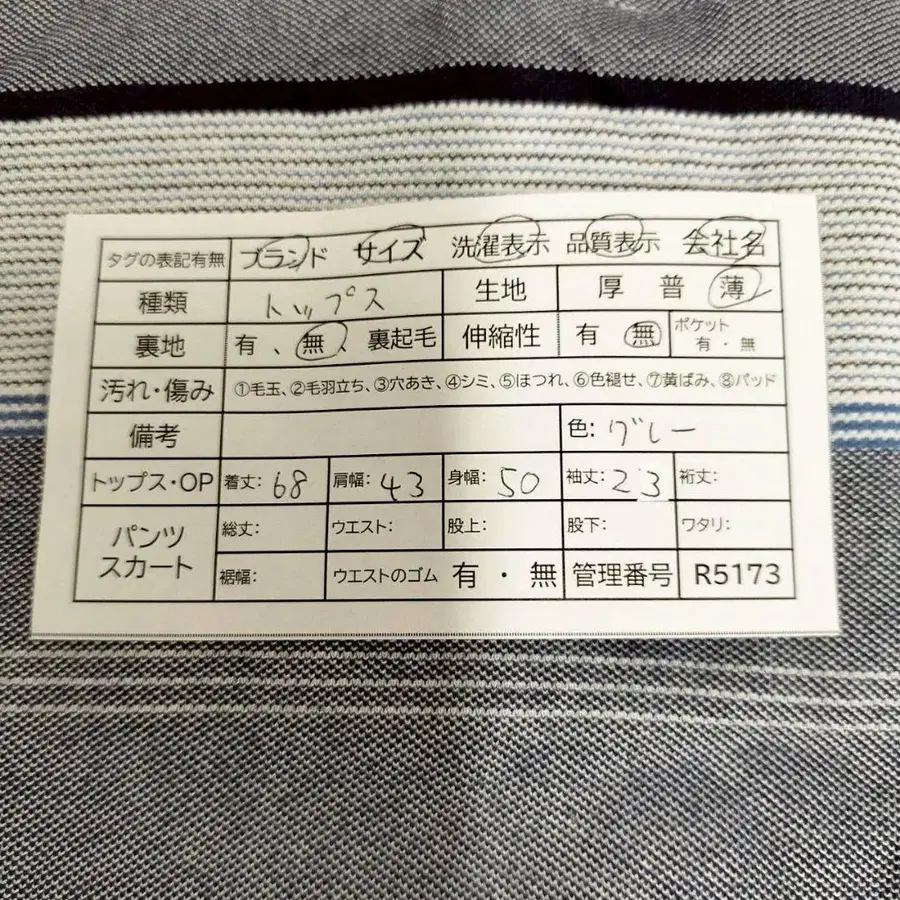 タグの表記有無 ブランド サイズ 洗濯表示 品質表示 会社名
種類 トップス 生地 厚 普 薄
裏地 有、無、裏起毛 伸縮性 有 無 ポケット 有・無
汚れ・傷み ①毛玉、②毛羽立ち、③穴あき、④シミ、⑤ほつれ、⑥色褪せ、⑦黄ばみ、⑧パッド
備考 色: グレー
トップス・OP 着丈: 68 肩幅: 43 身幅: 50 袖丈: 23 裄丈:
パンツ スカート 総丈: ウエスト: 股上: 股下: ワタリ:
裾幅: ウエストのゴム 有・無 管理番号 R5173